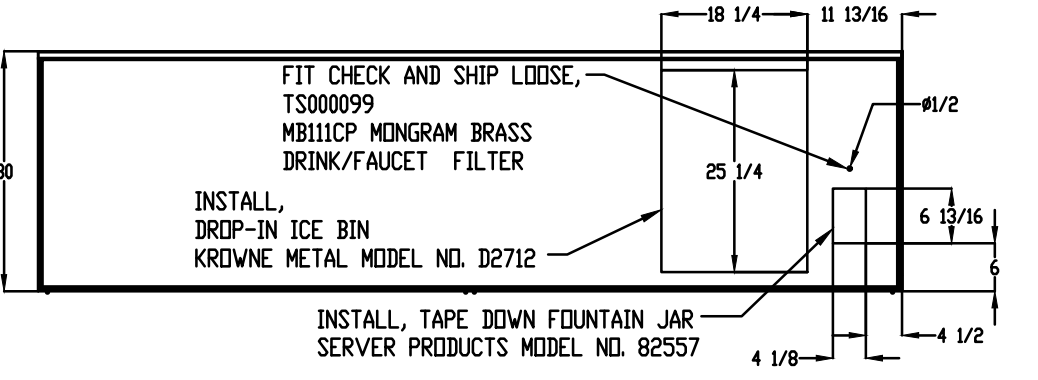 18 1/4
11 13/16
FIT CHECK AND SHIP LOOSE,
TS000099
MB111CP MONGRAM BRASS
DRINK/FAUCET FILTER
ø1/2
25 1/4
INSTALL,
DROP-IN ICE BIN
KROWNE METAL MODEL NO. D2712
6 13/16
6
INSTALL, TAPE DOWN FOUNTAIN JAR
SERVER PRODUCTS MODEL NO. 82557
4 1/2
4 1/8